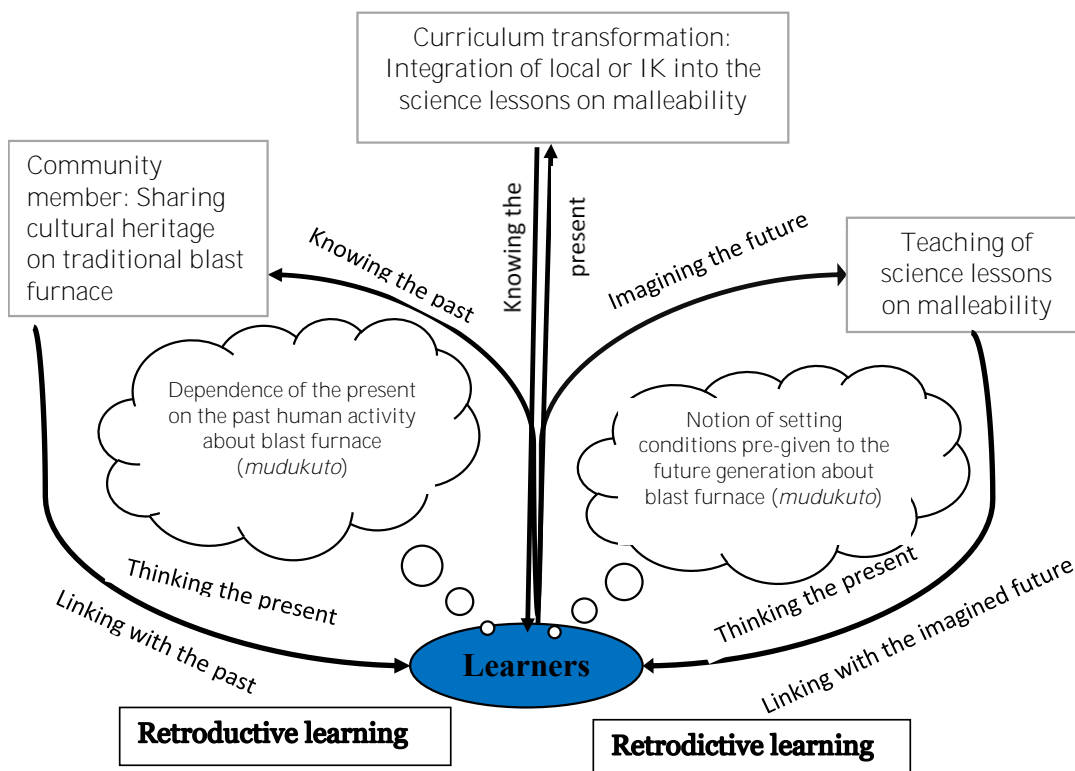 Curriculum transformation:
Integration of local or IK into the
science lessons on malleability
Community
member: Sharing
cultural heritage
on traditional blast
furnace
Knowing the past
Knowing the
present
Imagining the future
Teaching of
science lessons
on malleability
Dependence of the present
on the past human activity
about blast furnace
(mudukuto)
Notion of setting
conditions pre-given to the
future generation about
blast furnace (mudukuto)
Thinking the present
Linking with the past
Thinking the present
Linking with the imagined future
Learners
Retroductive learning
Retrodictive learning